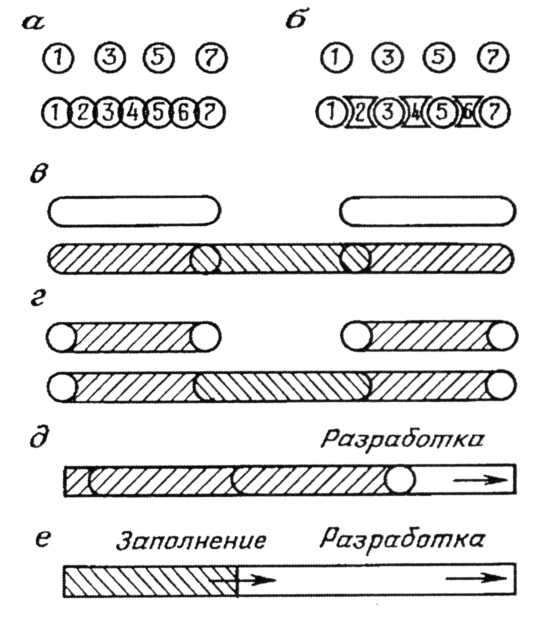 а б
1 3 5 7 1 3 5 7
1 2 3 4 5 6 7 1 2 3 4 5 6 7
в
г
д Разработка
е Заполнение Разработка